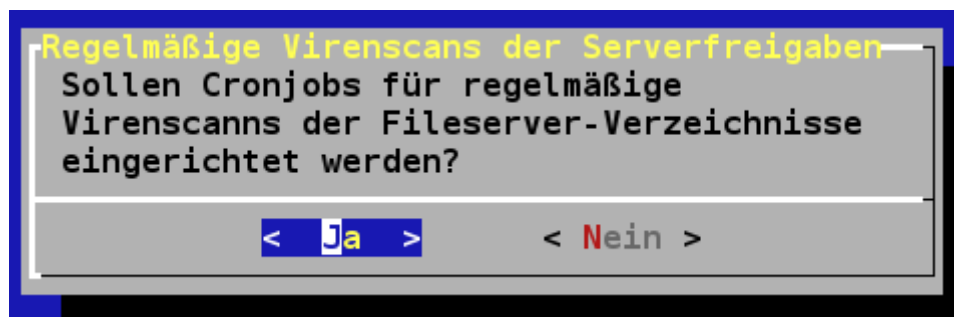 Regelmäßige Virenscans der Serverfreigaben
Sollen Cronjobs für regelmäßige
Virenscanns der Fileserver-Verzeichnisse
eingerichtet werden?
< Ja > < Nein >